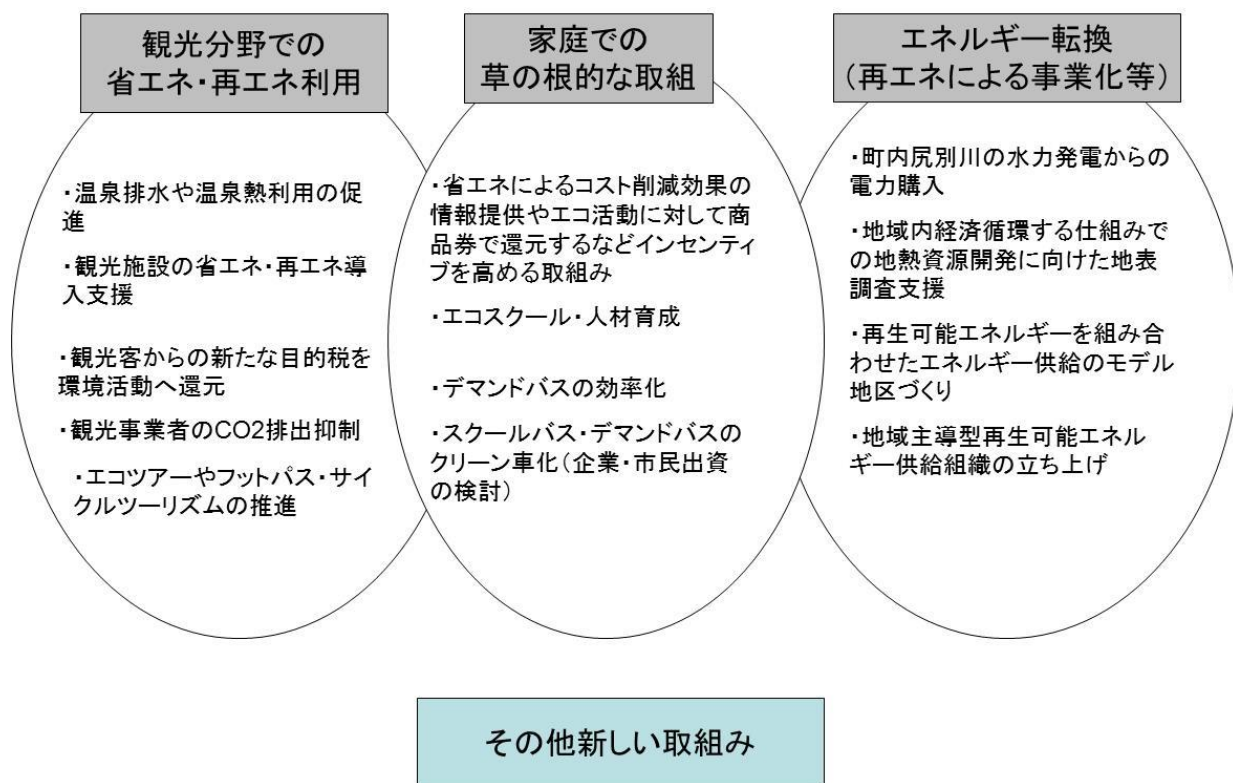 観光分野での
省エネ・再エネ利用
・温泉排水や温泉熱利用の促
進
・観光施設の省エネ・再エネ導
入支援
・観光客からの新たな目的税を
環境活動へ還元
・観光事業者のCO2排出抑制
・エコツアーやフットパス・サイ
クルツーリズムの推進
家庭での
草の根的な取組
・省エネによるコスト削減効果の
情報提供やエコ活動に対して商
品券で還元するなどインセンティ
ブを高める取組み
・エコスクール・人材育成
・デマンドバスの効率化
・スクールバス・デマンドバスの
クリーン車化(企業・市民出資
の検討)
エネルギー転換
(再エネによる事業化等)
・町内尻別川の水力発電からの
電力購入
・地域内経済循環する仕組みで
の地熱資源開発に向けた地表
調査支援
・再生可能エネルギーを組み合
わせたエネルギー供給のモデル
地区づくり
・地域主導型再生可能エネル
ギー供給組織の立ち上げ
その他新しい取組み